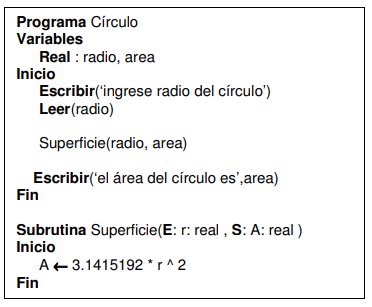 Programa Círculo
Variables
Real : radio, area
Inicio
Escribir(‘ingrese radio del círculo’)
Leer(radio)
Superficie(radio, area)
Escribir(‘el área del círculo es’,area)
Fin
Subrutina Superficie(E: r: real , S: A: real )
Inicio
A ← 3.1415192 * r ^ 2
Fin